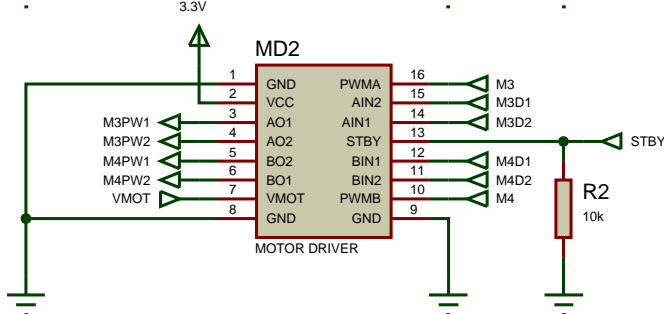 3.3V
MD2
1 GND PWMA 16 M3
2 VCC AIN2 15 M3D1
M3PW1 3 AO1 AIN1 14 M3D2
M3PW2 4 AO2 STBY 13 STBY
M4PW1 5 BO2 BIN1 12 M4D1
M4PW2 6 BO1 BIN2 11 M4D2
VMOT 7 VMOT PWMB 10 M4
8 GND GND 9
R2
10k
MOTOR DRIVER